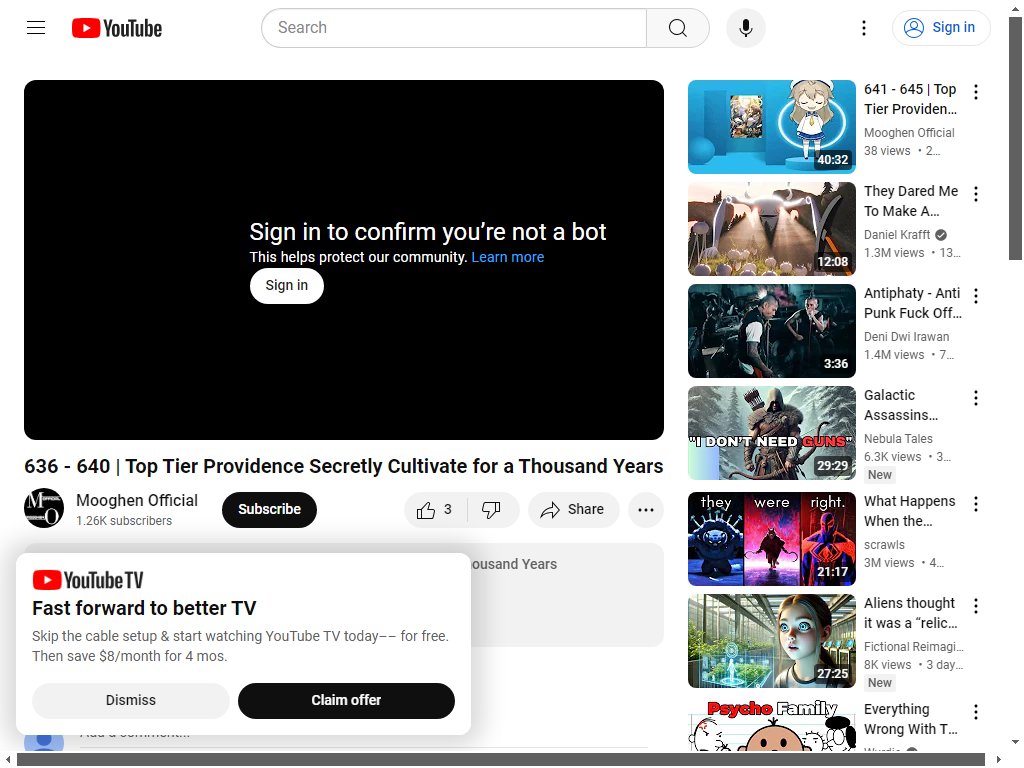 YouTube
Search
Sign in
Sign in to confirm you’re not a bot
This helps protect our community. Learn more
Sign in
636 - 640 | Top Tier Providence Secretly Cultivate for a Thousand Years
Mooghen Official
1.26K subscribers
Subscribe
3
Share
ousand Years
YouTube TV
Fast forward to better TV
Skip the cable setup & start watching YouTube TV today–– for free.
Then save $8/month for 4 mos.
Dismiss
Claim offer
Add a comment...
40:32
641 - 645 | Top
Tier Providen...
Mooghen Official
38 views • 2...
12:08
They Dared Me
To Make A...
Daniel Krafft
1.3M views • 13...
3:36
Antiphaty - Anti
Punk Fuck Off...
Deni Dwi Irawan
1.4M views • 7...
"I DON'T NEED GUNS"
29:29
Galactic
Assassins...
Nebula Tales
6.3K views • 3...
New
they were right.
21:17
What Happens
When the...
scrawls
3M views • 4...
27:25
Aliens thought
it was a “relic...
Fictional Reimagi...
8K views • 3 day...
New
Psycho Family
Everything
Wrong With T...